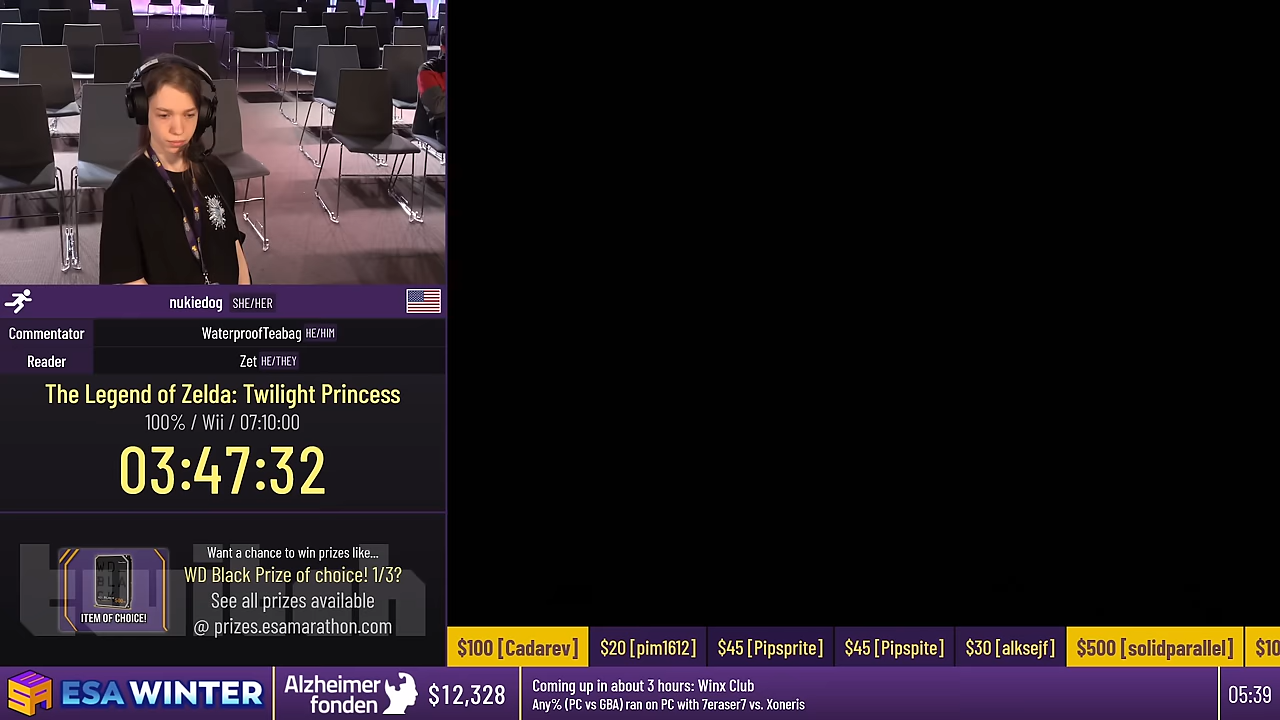 nukiedog SHE/HER
Commentator WaterproofTeabag HE/HIM
Reader Zet HE/THEY
The Legend of Zelda: Twilight Princess
100% / Wii / 07:10:00
03:47:32
Want a chance to win prizes like...
WD Black Prize of choice! 1/3?
See all prizes available
@ prizes.esamarathon.com
ITEM OF CHOICE!
$100 [Cadarev] $20 [pim1612] $45 [Pipsprite] $45 [Pipspite] $30 [alksejf] $500 [solidparallel] $10
ESA WINTER
Alzheimer
fonden
$12,328
Coming up in about 3 hours: Winx Club
Any% (PC vs GBA) ran on PC with 7erastic7 vs. Xoneris
05:39